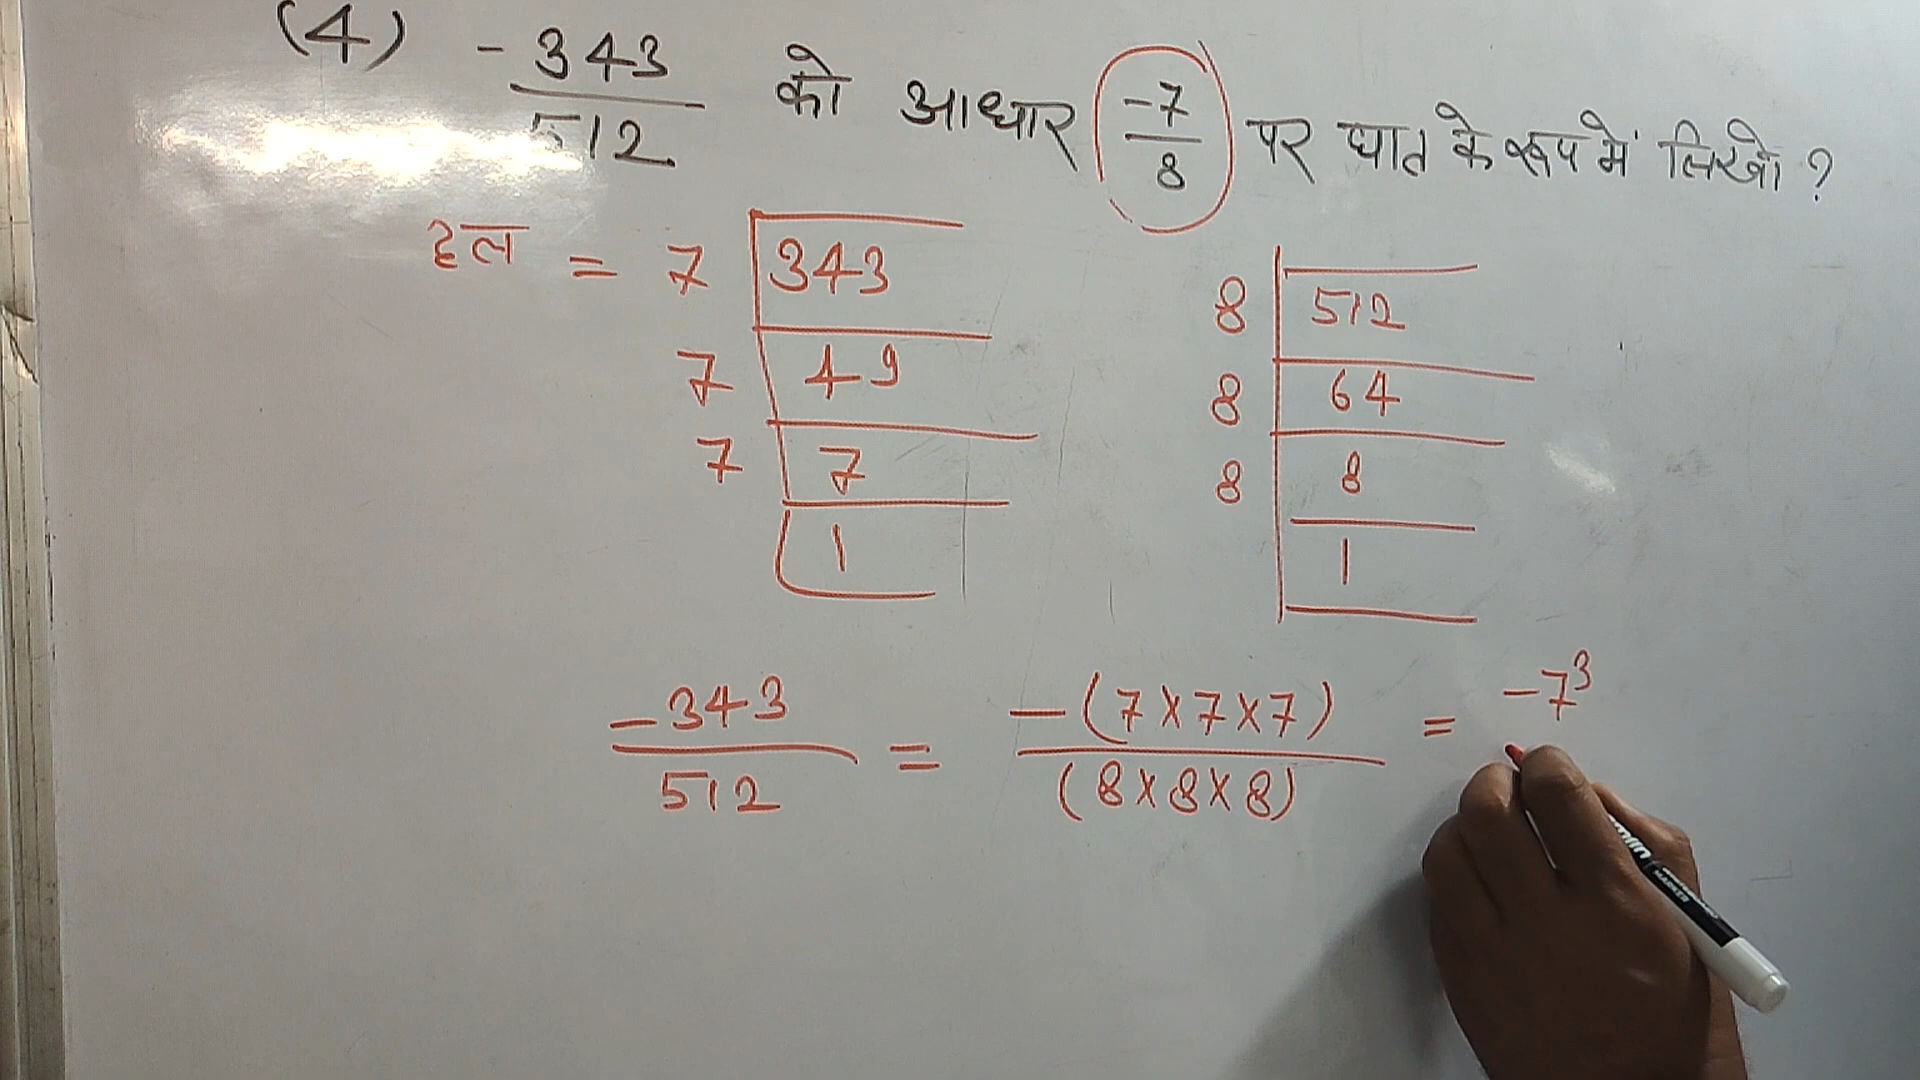 (4) -343/512 को आधार -7/8 पर घात के रूप में लिखो ?
हल = 7 | 343
7 | 49
7 | 7
1
8 | 512
8 | 64
8 | 8
1
-343/512 = -(7×7×7)/(8×8×8) = -7³
MARKER